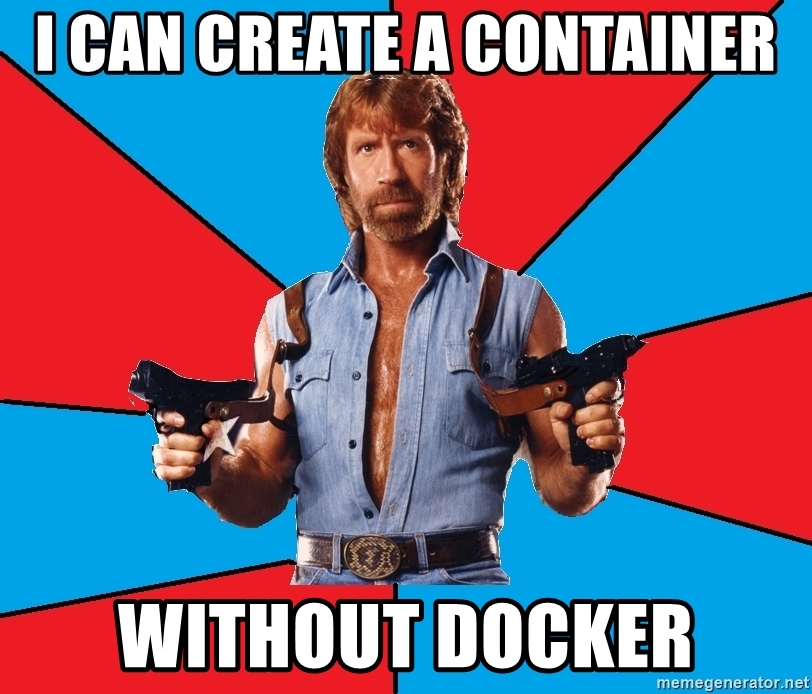 I CAN CREATE A CONTAINER
WITHOUT DOCKER
memegenerator.net